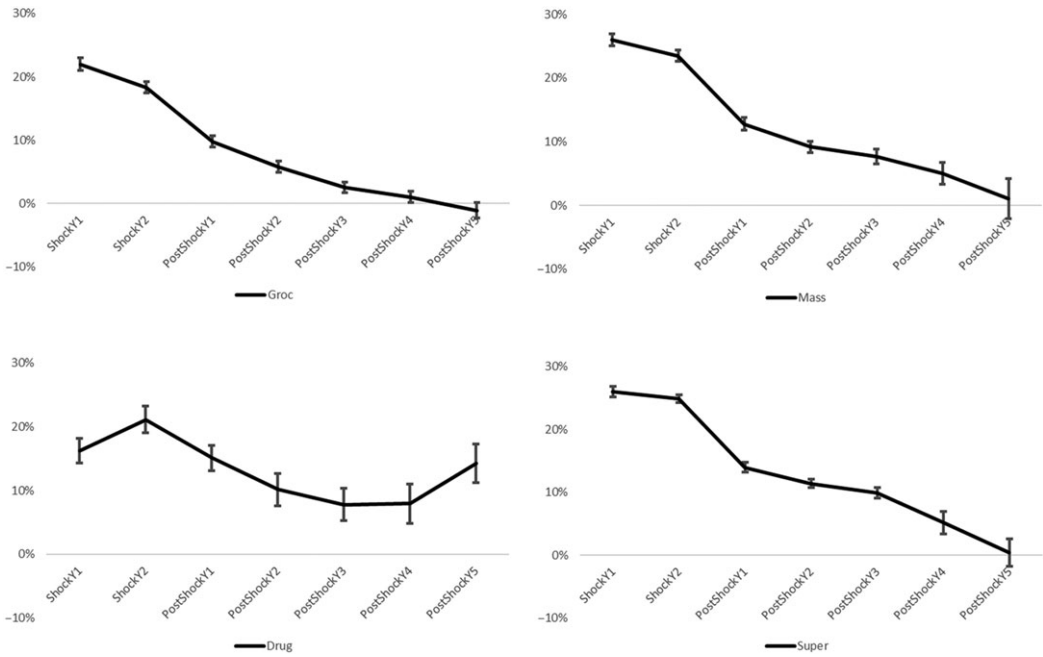 30%
20%
10%
0%
−10%
ShockY1
ShockY2
PostShockY1
PostShockY2
PostShockY3
PostShockY4
PostShockY5
Groc
30%
20%
10%
0%
−10%
ShockY1
ShockY2
PostShockY1
PostShockY2
PostShockY3
PostShockY4
PostShockY5
Mass
30%
20%
10%
0%
−10%
ShockY1
ShockY2
PostShockY1
PostShockY2
PostShockY3
PostShockY4
PostShockY5
Drug
30%
20%
10%
0%
−10%
ShockY1
ShockY2
PostShockY1
PostShockY2
PostShockY3
PostShockY4
PostShockY5
Super